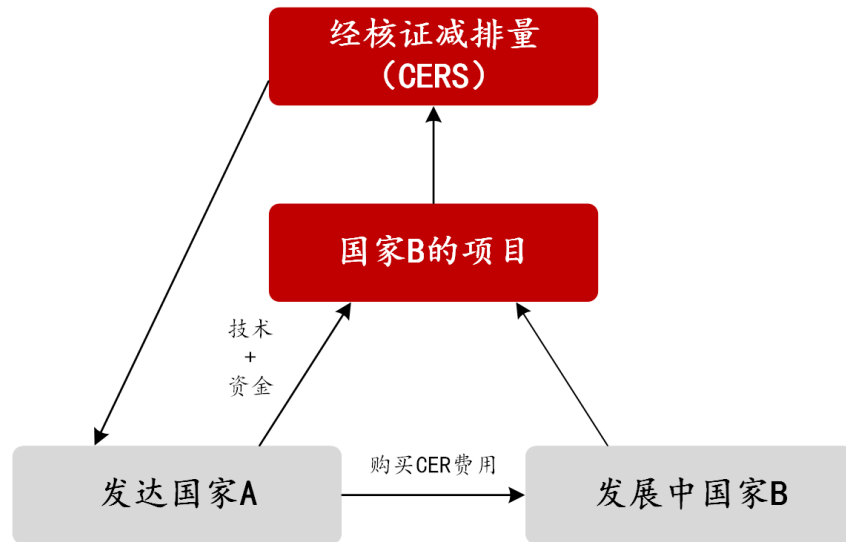 经核证减排量
（CERS）
国家B的项目
技术
+
资金
发达国家A
购买CER费用
发展中国家B